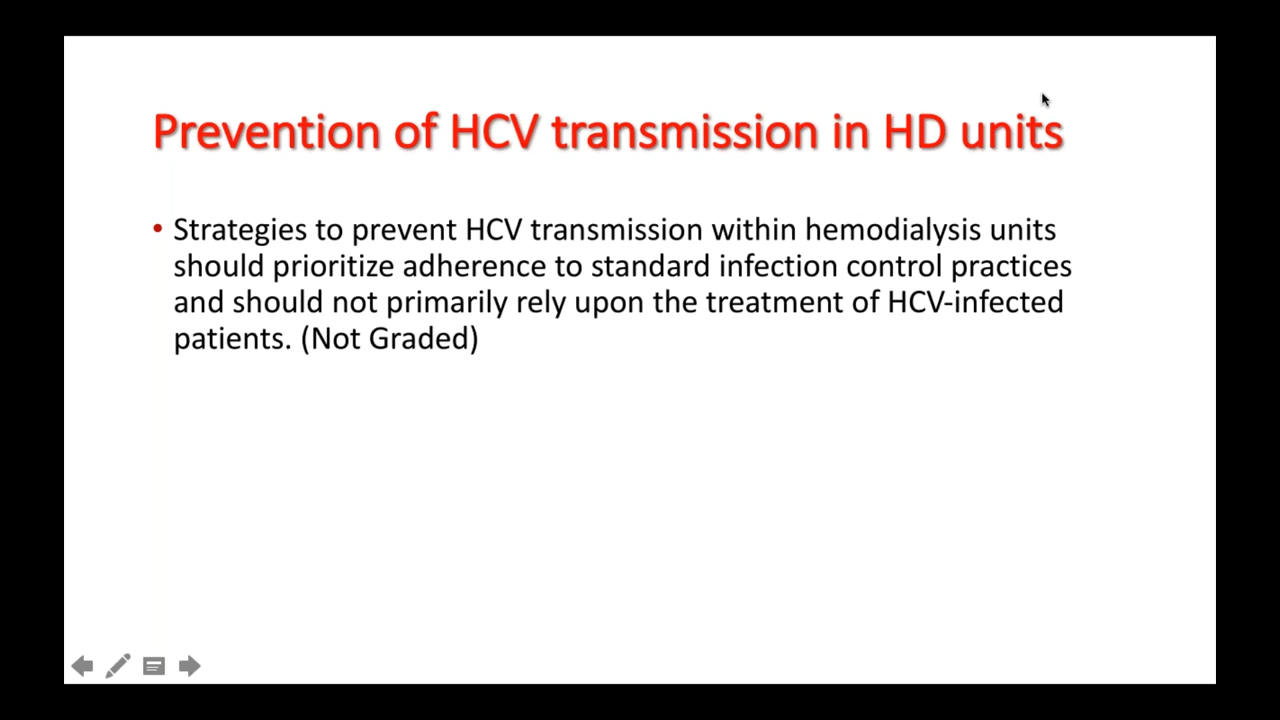 Prevention of HCV transmission in HD units
• Strategies to prevent HCV transmission within hemodialysis units
should prioritize adherence to standard infection control practices
and should not primarily rely upon the treatment of HCV-infected
patients. (Not Graded)